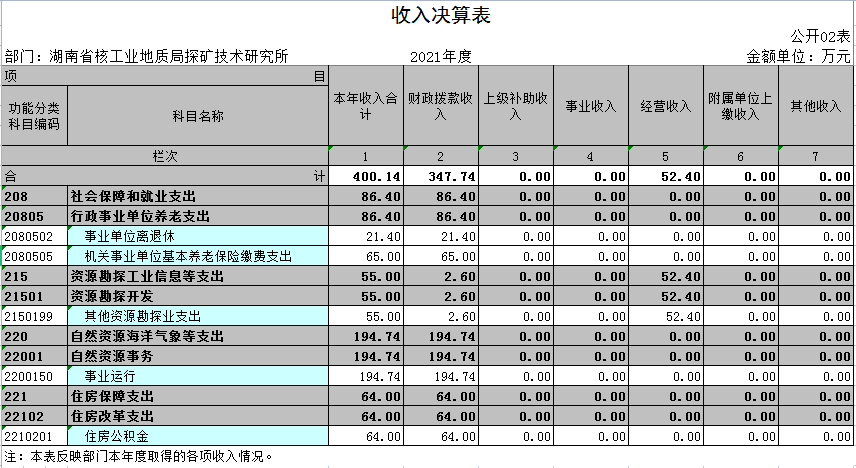 收入决算表
公开02表
部门：湖南省核工业地质局探矿技术研究所 2021年度 金额单位：万元
项 目 本年收入合计 财政拨款收入 上级补助收入 事业收入 经营收入 附属单位上缴收入 其他收入
功能分类科目编码 科目名称
栏次 1 2 3 4 5 6 7
合 计 400.14 347.74 0.00 0.00 52.40 0.00 0.00
208 社会保障和就业支出 86.40 86.40 0.00 0.00 0.00 0.00 0.00
20805 行政事业单位养老支出 86.40 86.40 0.00 0.00 0.00 0.00 0.00
2080502 事业单位离退休 21.40 21.40 0.00 0.00 0.00 0.00 0.00
2080505 机关事业单位基本养老保险缴费支出 65.00 65.00 0.00 0.00 0.00 0.00 0.00
215 资源勘探工业信息等支出 55.00 2.60 0.00 0.00 52.40 0.00 0.00
21501 资源勘探开发 55.00 2.60 0.00 0.00 52.40 0.00 0.00
2150199 其他资源勘探业支出 55.00 2.60 0.00 0.00 52.40 0.00 0.00
220 自然资源海洋气象等支出 194.74 194.74 0.00 0.00 0.00 0.00 0.00
22001 自然资源事务 194.74 194.74 0.00 0.00 0.00 0.00 0.00
2200150 事业运行 194.74 194.74 0.00 0.00 0.00 0.00 0.00
221 住房保障支出 64.00 64.00 0.00 0.00 0.00 0.00 0.00
22102 住房改革支出 64.00 64.00 0.00 0.00 0.00 0.00 0.00
2210201 住房公积金 64.00 64.00 0.00 0.00 0.00 0.00 0.00
注：本表反映部门本年度取得的各项收入情况。